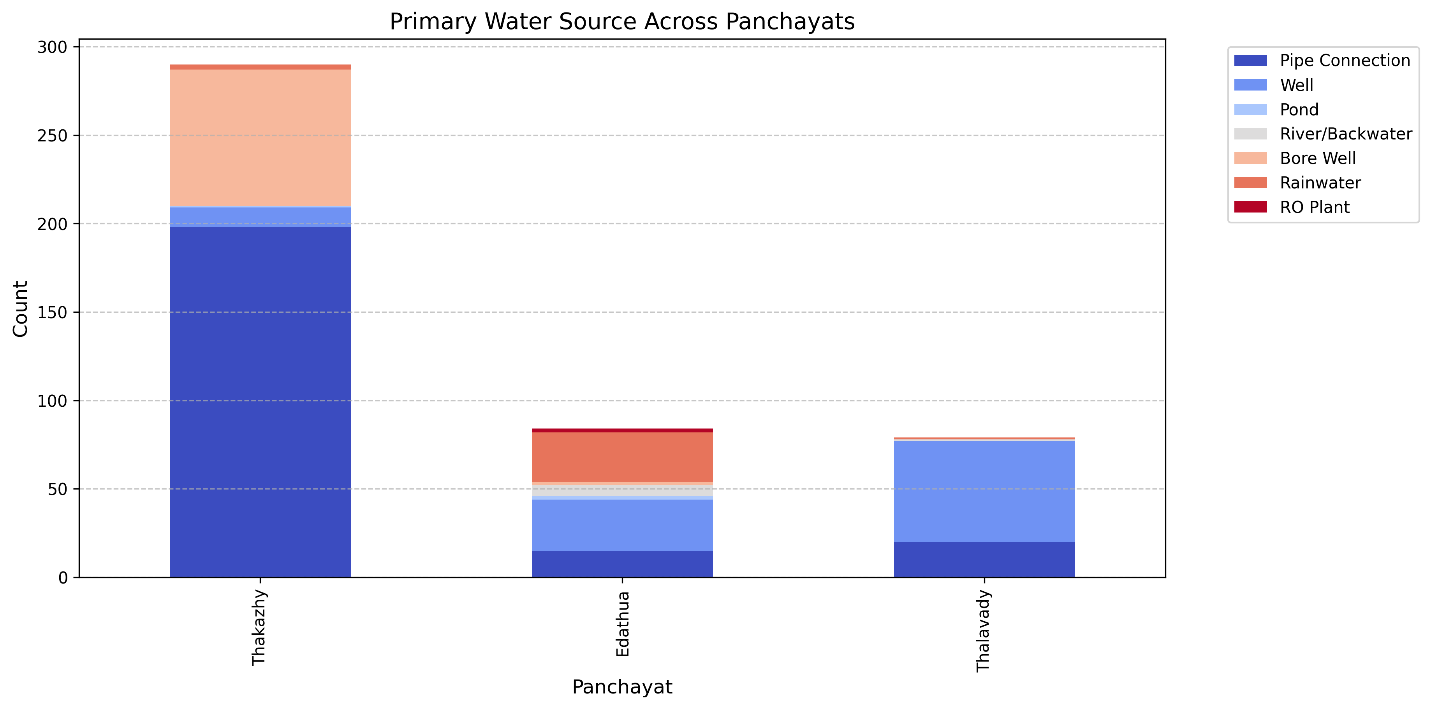 Primary Water Source Across Panchayats
300
250
200
150
100
50
0
Count
Thakazhy
Edathua
Thalavady
Panchayat
Pipe Connection
Well
Pond
River/Backwater
Bore Well
Rainwater
RO Plant